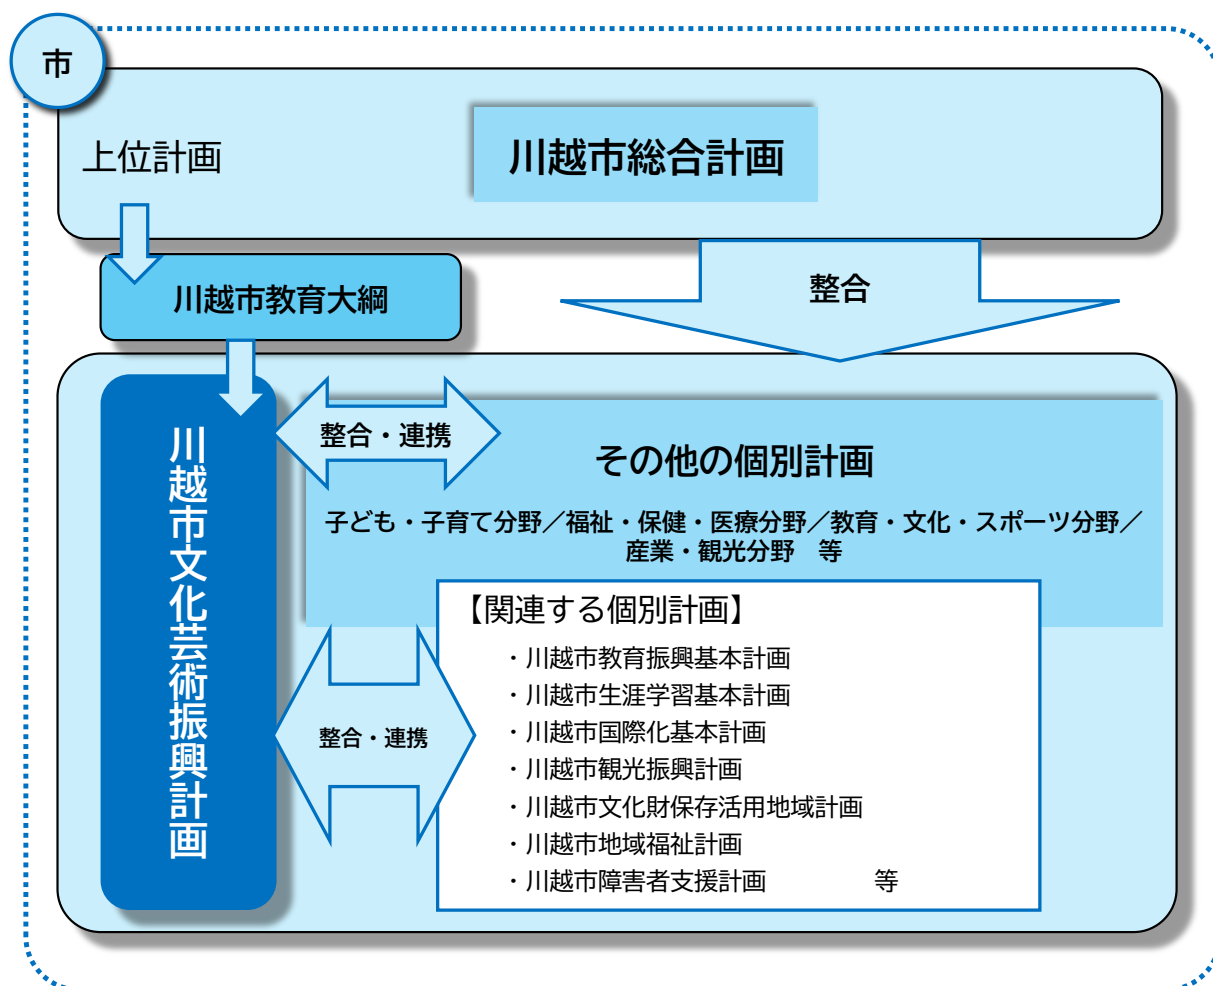 市
上位計画
川越市総合計画
川越市教育大綱
整合
川越市文化芸術振興計画
整合・連携
その他の個別計画
子ども・子育て分野／福祉・保健・医療分野／教育・文化・スポーツ分野／
産業・観光分野　等
整合・連携
【関連する個別計画】
・川越市教育振興基本計画
・川越市生涯学習基本計画
・川越市国際化基本計画
・川越市観光振興計画
・川越市文化財保存活用地域計画
・川越市地域福祉計画
・川越市障害者支援計画　　　　等